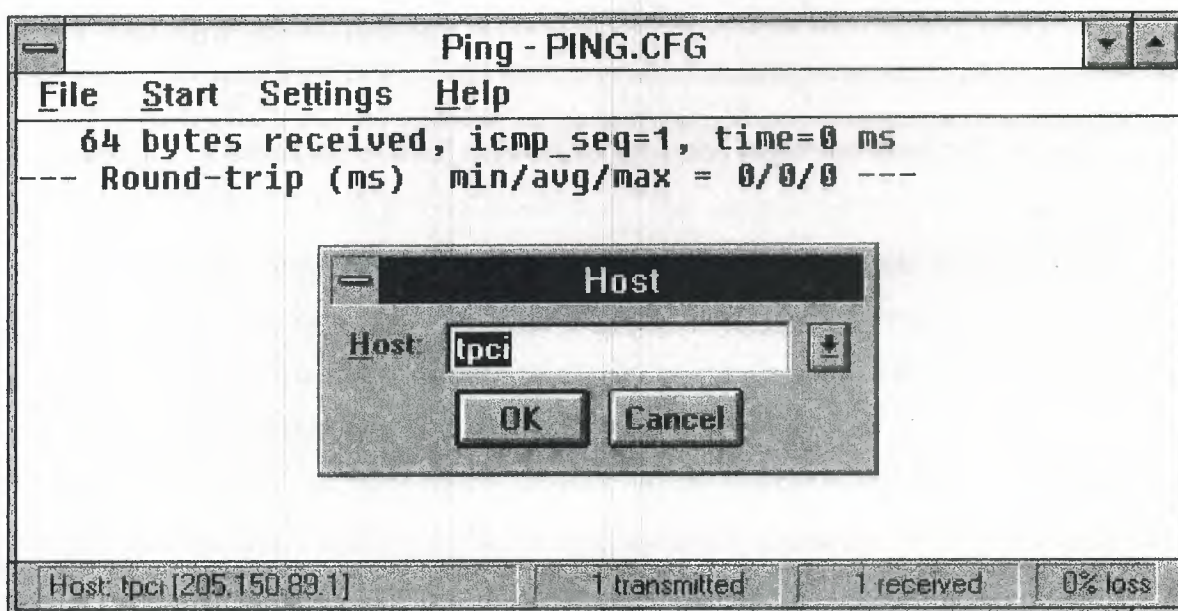 Ping - PING.CFG
File Start Settings Help
64 bytes received, icmp_seq=1, time=0 ms
--- Round-trip (ms) min/avg/max = 0/0/0 ---
Host
Host: tpci
OK Cancel
Host: tpci [205.150.89.1] 1 transmitted 1 received 0% loss